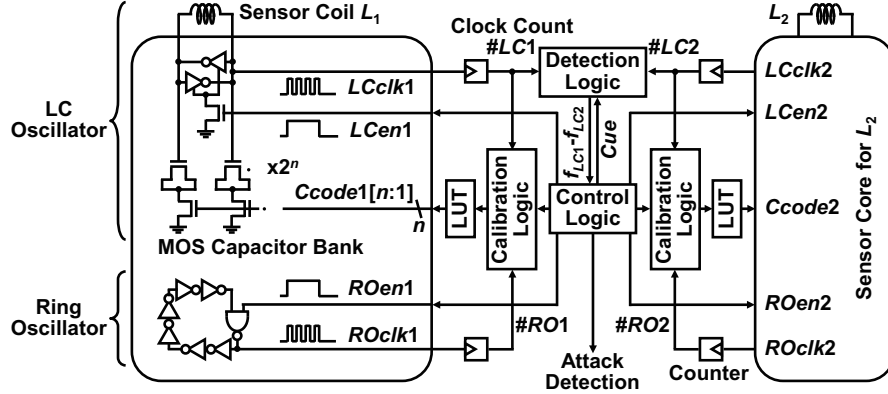 Sensor Coil L1
L2
Clock Count
#LC1
#LC2
Detection
Logic
LCclk1
LCclk2
LC
Oscillator
LCen1
LCen2
fLC1-fLC2
Cue
x2^n
Ccode1[n:1]
n
LUT
Calibration
Logic
Control
Logic
Calibration
Logic
LUT
Ccode2
Sensor Core for L2
MOS Capacitor Bank
Ring
Oscillator
ROen1
ROen2
#RO1
#RO2
ROclk1
ROclk2
Attack
Detection
Counter